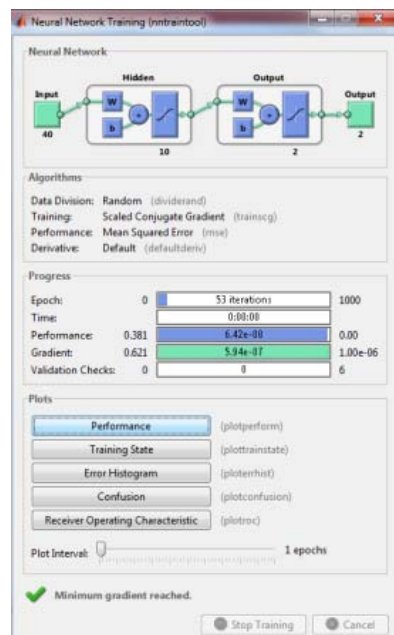 Neural Network Training (nntraintool)
Neural Network
Hidden Output
Input Output
W W
b b
40 2
10 2
Algorithms
Data Division: Random (dividerand)
Training: Scaled Conjugate Gradient (trainscg)
Performance: Mean Squared Error (mse)
Derivative: Default (defaultderiv)
Progress
Epoch: 0 53 iterations 1000
Time: 0:00:00
Performance: 0.381 6.42e-08 0.00
Gradient: 0.621 5.94e-07 1.00e-06
Validation Checks: 0 0 6
Plots
Performance (plotperform)
Training State (plottrainstate)
Error Histogram (ploterrhist)
Confusion (plotconfusion)
Receiver Operating Characteristic (plotroc)
Plot Interval: 1 epochs
Minimum gradient reached.
Stop Training Cancel